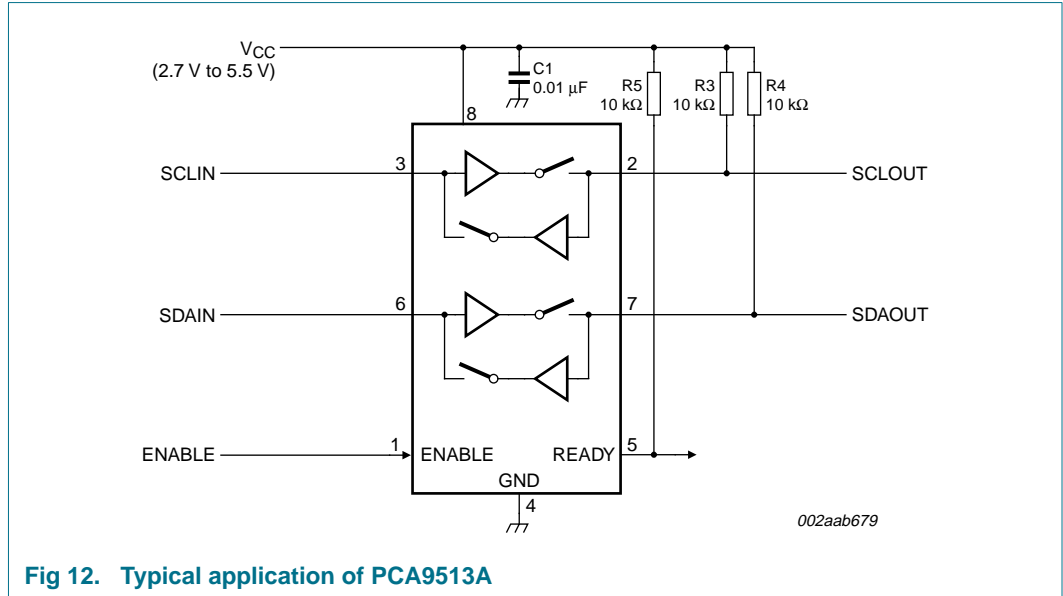 VCC
(2.7 V to 5.5 V)
C1
0.01 μF
R5
10 kΩ
R3
10 kΩ
R4
10 kΩ
8
SCLIN
3
2
SCLOUT
SDAIN
6
7
SDAOUT
ENABLE
1
ENABLE
READY
5
GND
4
002aab679
Fig 12. Typical application of PCA9513A